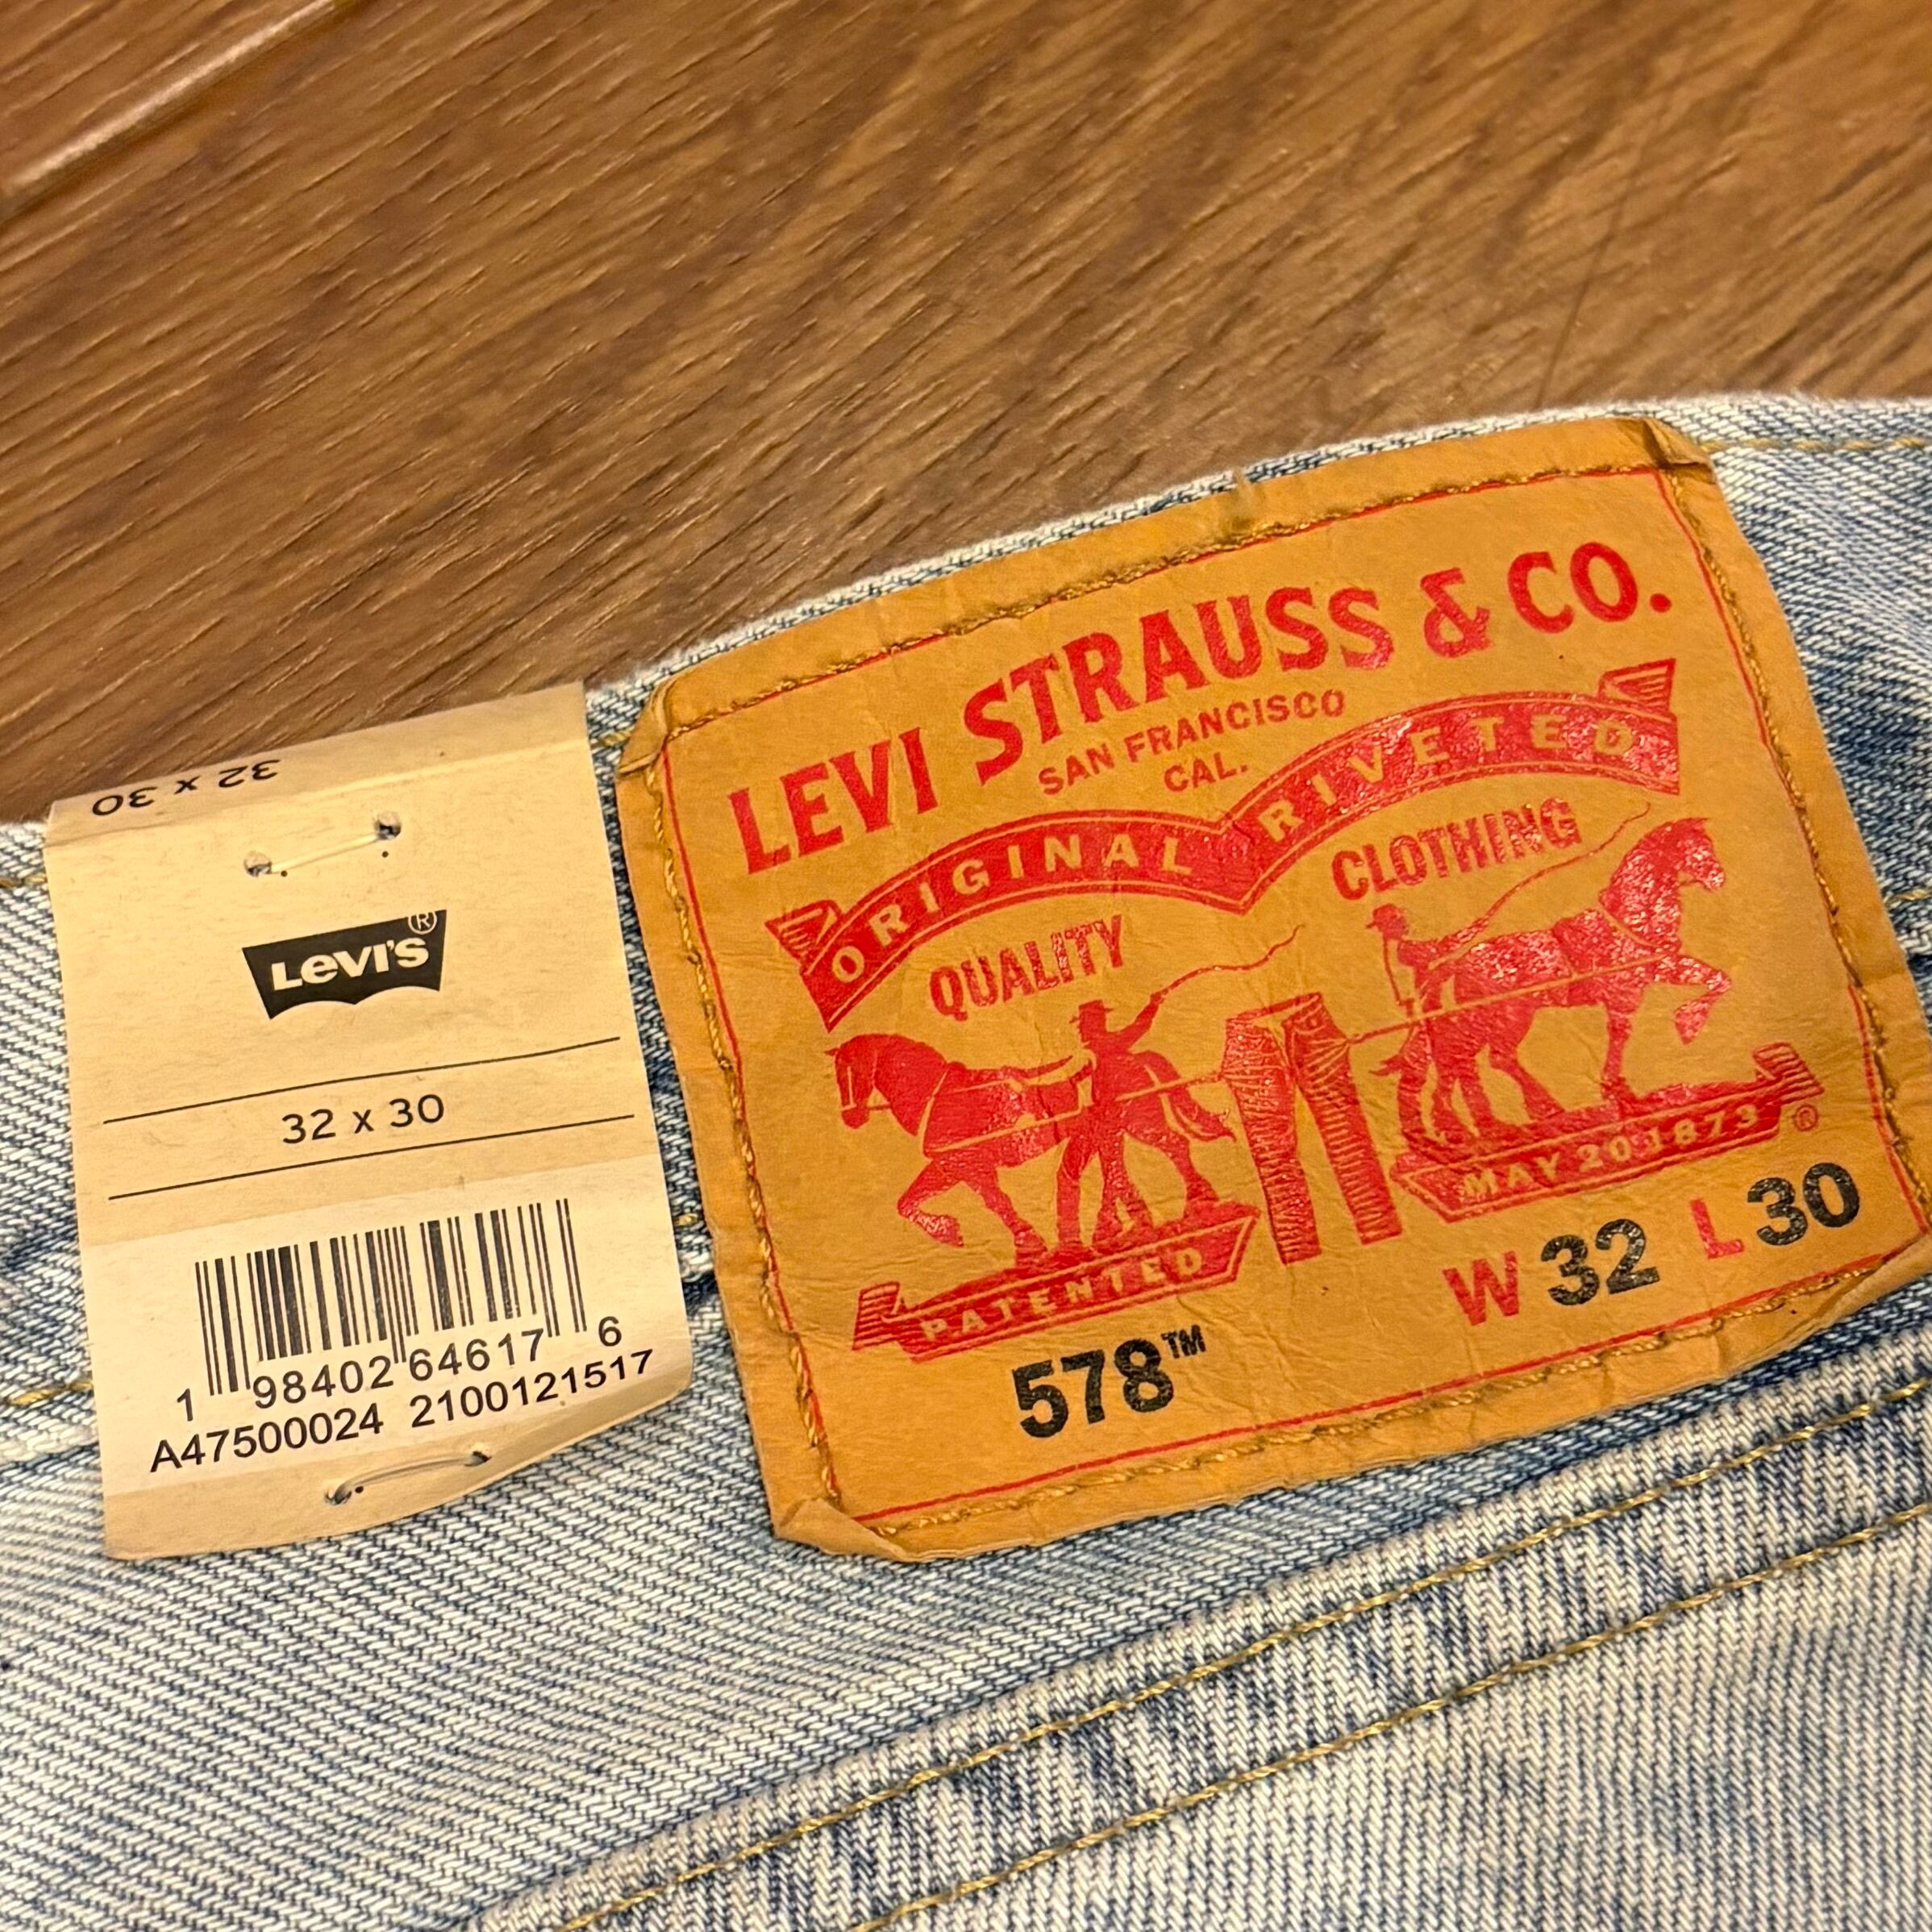 32 x 30
LEVI'S®
32 x 30
1 98402 64617 6
A47500024 2100121517
LEVI STRAUSS & CO.
SAN FRANCISCO
CAL.
ORIGINAL RIVETED
QUALITY CLOTHING
PATENTED MAY 20 1873 ®
578™ W 32 L 30